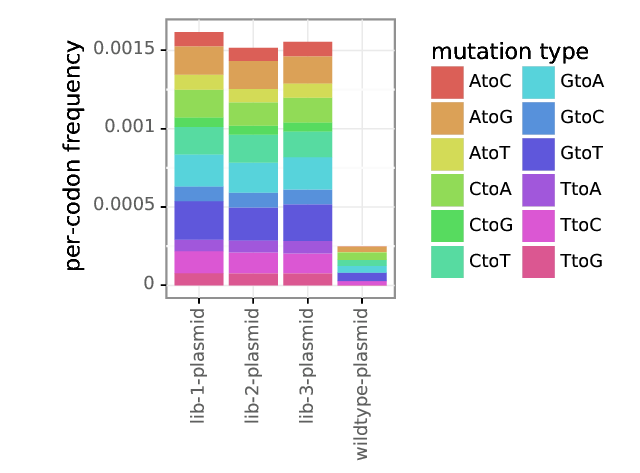 per-codon frequency
0.0015
0.001
0.0005
0
lib-1-plasmid
lib-2-plasmid
lib-3-plasmid
wildtype-plasmid
mutation type
AtoC GtoA
AtoG GtoC
AtoT GtoT
CtoA TtoA
CtoG TtoC
CtoT TtoG